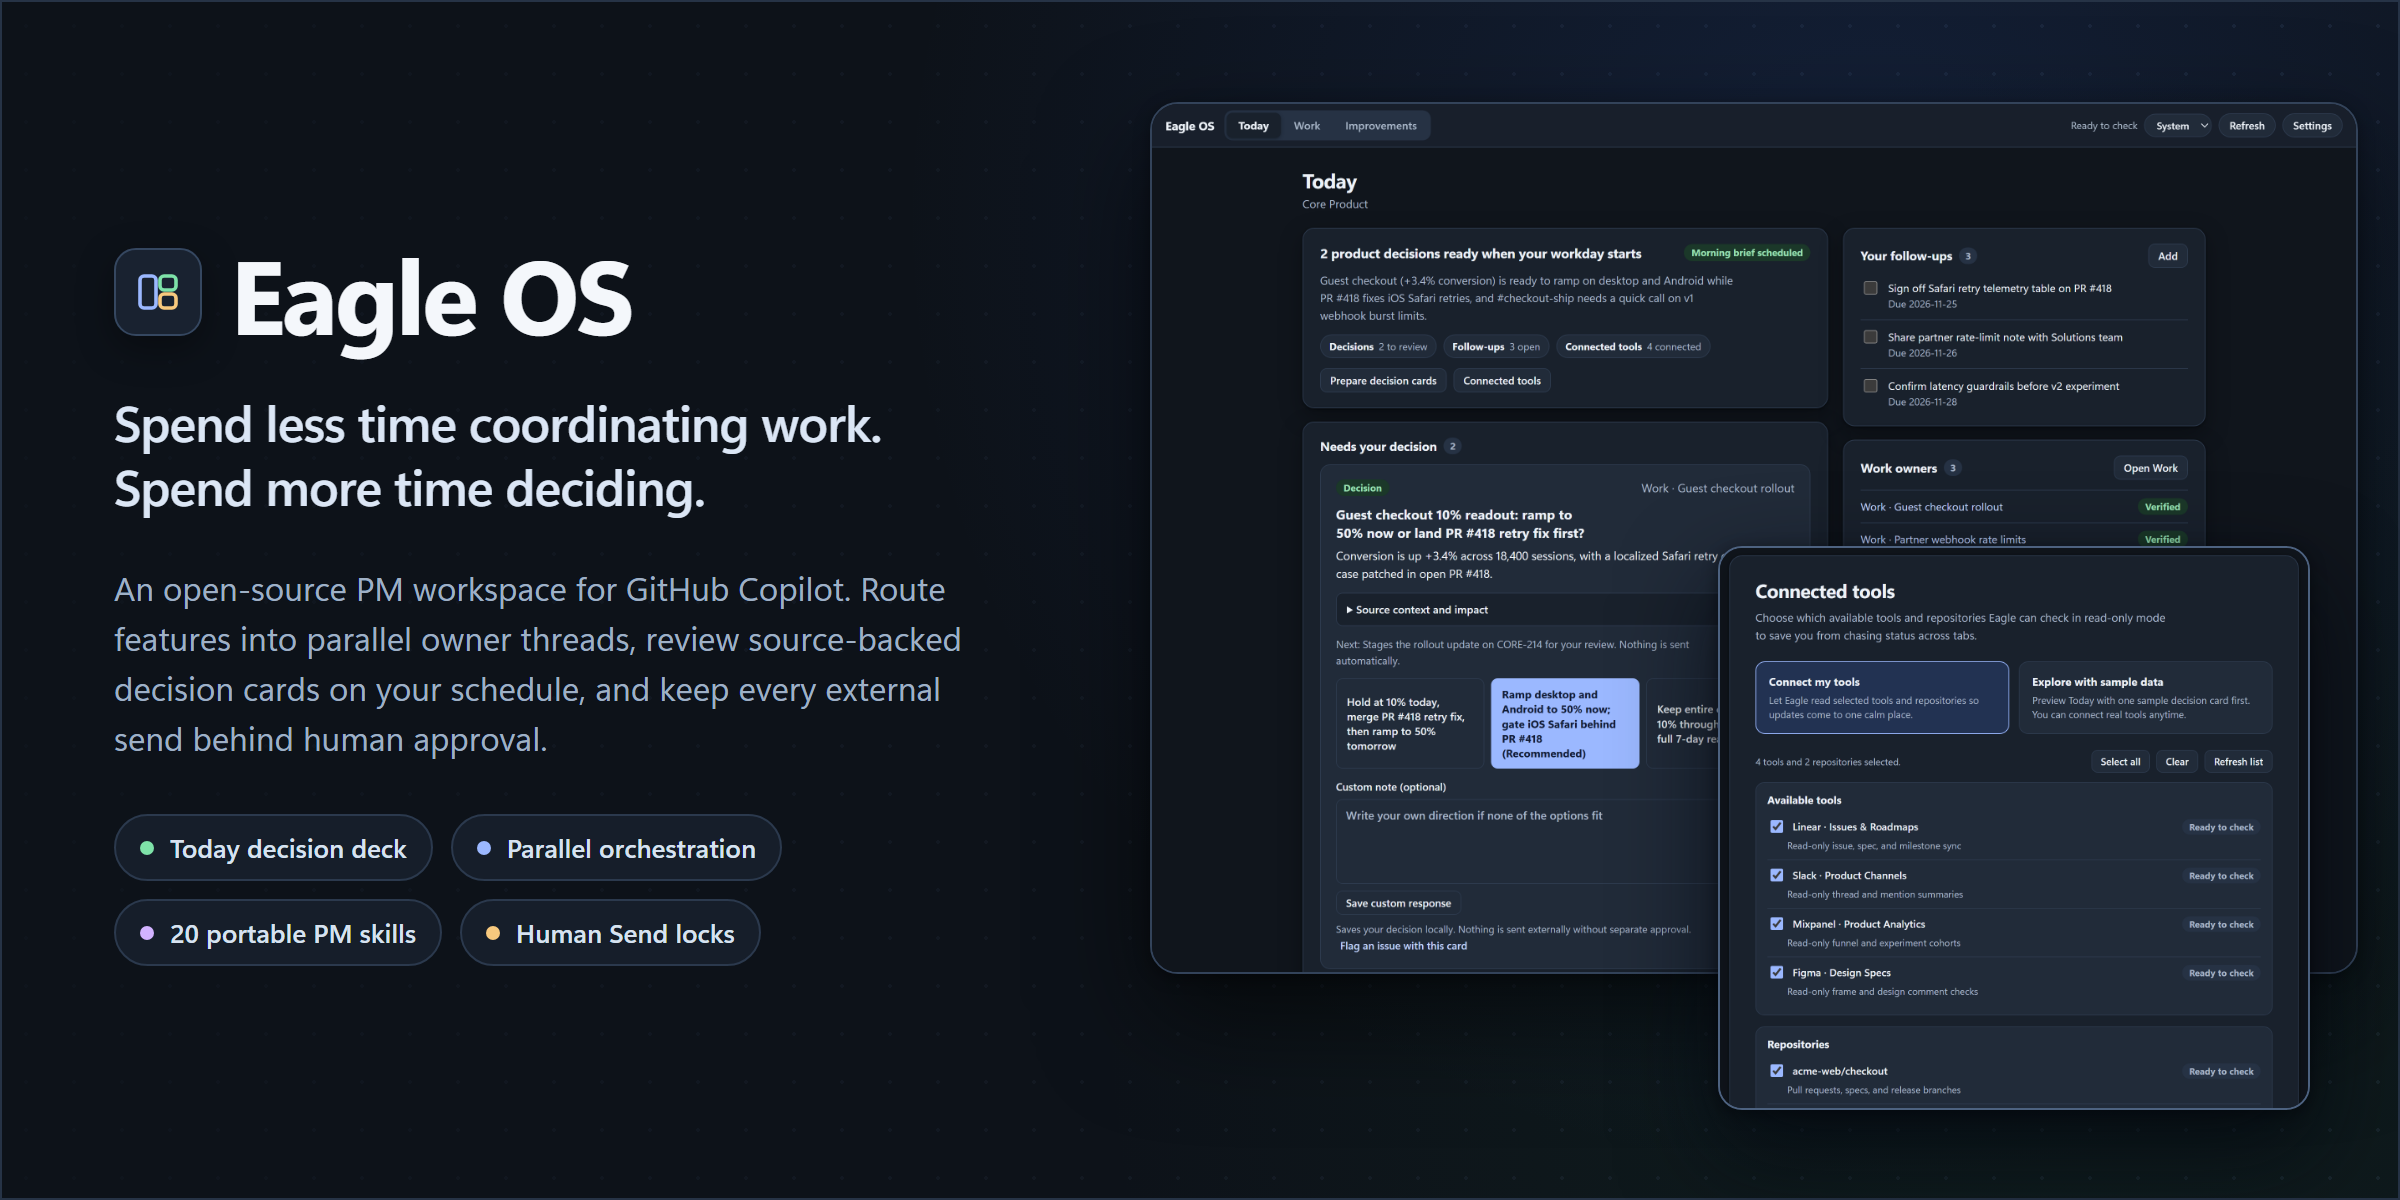 Eagle OS
Spend less time coordinating work.
Spend more time deciding.
An open-source PM workspace for GitHub Copilot. Route
features into parallel owner threads, review source-backed
decision cards on your schedule, and keep every external
send behind human approval.
Today decision deck
Parallel orchestration
20 portable PM skills
Human Send locks
Eagle OS
Today
Work
Improvements
Ready to check
System
Refresh
Settings
Today
Core Product
2 product decisions ready when your workday starts
Morning brief scheduled
Guest checkout (+3.4% conversion) is ready to ramp on desktop and Android while
PR #418 fixes iOS Safari retries, and #checkout-ship needs a quick call on v1
webhook burst limits.
Decisions 2 to review
Follow-ups 3 open
Connected tools 4 connected
Prepare decision cards
Connected tools
Needs your decision 2
Decision
Work · Guest checkout rollout
Guest checkout 10% readout: ramp to
50% now or land PR #418 retry fix first?
Conversion is up +3.4% across 18,400 sessions, with a localized Safari retry
case patched in open PR #418.
Source context and impact
Next: Stages the rollout update on CORE-214 for your review. Nothing is sent
automatically.
Hold at 10% today,
merge PR #418 retry fix,
then ramp to 50%
tomorrow
Ramp desktop and
Android to 50% now;
gate iOS Safari behind
PR #418
(Recommended)
Keep entire
10% through
full 7-day
Custom note (optional)
Write your own direction if none of the options fit
Save custom response
Saves your decision locally. Nothing is sent externally without separate approval.
Flag an issue with this card
Your follow-ups 3
Add
Sign off Safari retry telemetry table on PR #418
Due 2026-11-25
Share partner rate-limit note with Solutions team
Due 2026-11-26
Confirm latency guardrails before v2 experiment
Due 2026-11-28
Work owners 3
Open Work
Work · Guest checkout rollout
Verified
Work · Partner webhook rate limits
Verified
Connected tools
Choose which available tools and repositories Eagle can check in read-only mode
to save you from chasing status across tabs.
Connect my tools
Let Eagle read selected tools and repositories so
updates come to one calm place.
Explore with sample data
Preview Today with one sample decision card first.
You can connect real tools anytime.
4 tools and 2 repositories selected.
Select all
Clear
Refresh list
Available tools
Linear · Issues & Roadmaps
Ready to check
Read-only issue, spec, and milestone sync
Slack · Product Channels
Ready to check
Read-only thread and mention summaries
Mixpanel · Product Analytics
Ready to check
Read-only funnel and experiment cohorts
Figma · Design Specs
Ready to check
Read-only frame and design comment checks
Repositories
acme-web/checkout
Ready to check
Pull requests, specs, and release branches